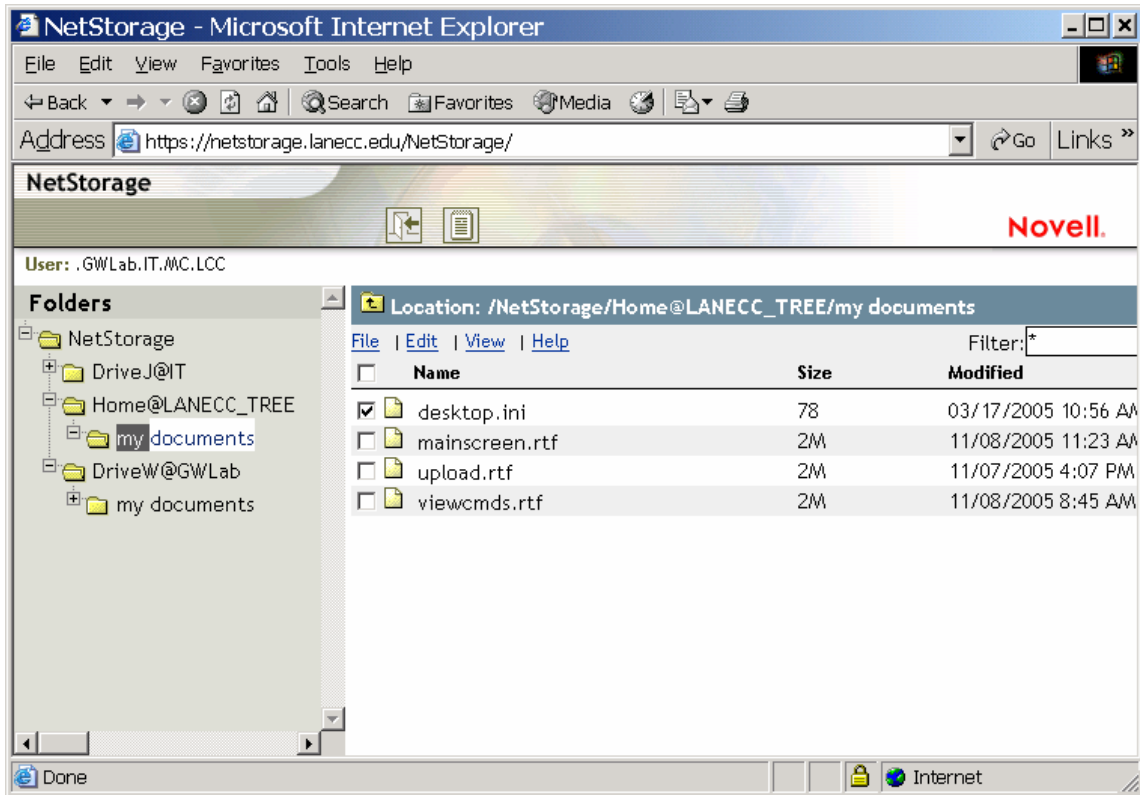 NetStorage - Microsoft Internet Explorer
File Edit View Favorites Tools Help
Back Search Favorites Media
Address https://netstorage.lanecc.edu/NetStorage/ Go Links »
NetStorage
Novell.
User: .GWLab.IT.MC.LCC
Folders
NetStorage
DriveJ@IT
Home@LANECC_TREE
my documents
DriveW@GWLab
my documents
Location: /NetStorage/Home@LANECC_TREE/my documents
File | Edit | View | Help Filter: *
Name Size Modified
desktop.ini 78 03/17/2005 10:56 AM
mainscreen.rtf 2M 11/08/2005 11:23 AM
upload.rtf 2M 11/07/2005 4:07 PM
viewcmds.rtf 2M 11/08/2005 8:45 AM
Done Internet